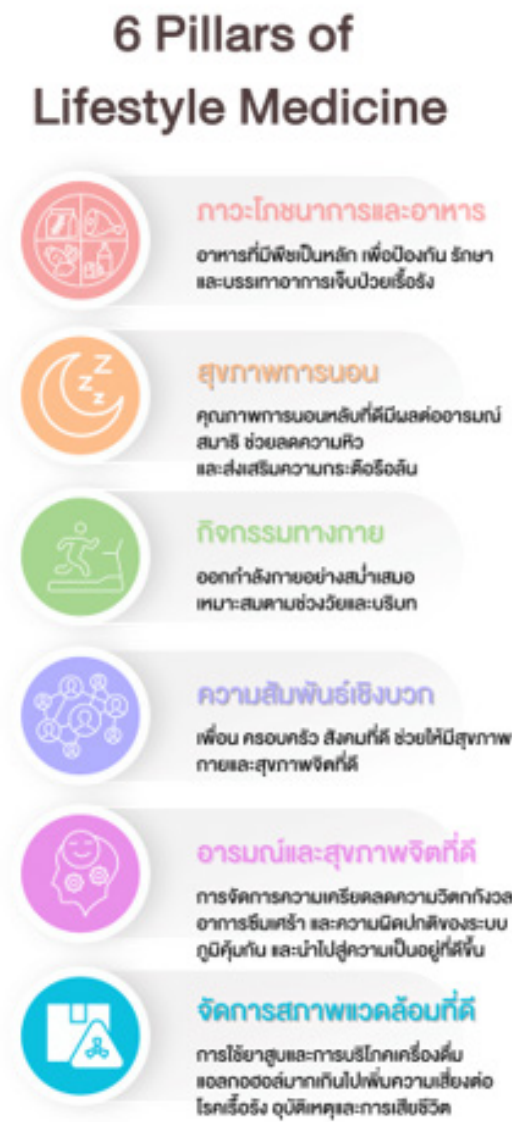 6 Pillars of
Lifestyle Medicine
ภาวะโภชนาการและอาหาร
อาหารที่มีพืชเป็นหลัก เพื่อป้องกัน รักษา
และบรรเทาอาการเจ็บป่วยเรื้อรัง
สุขภาพการนอน
คุณภาพการนอนหลับที่ดีมีผลต่ออารมณ์
สมาธิ ช่วยลดความหิว
และส่งเสริมความกระตือรือล้น
กิจกรรมทางกาย
ออกกำลังกายอย่างสม่ำเสมอ
เหมาะสมตามช่วงวัยและบริบท
ความสัมพันธ์เชิงบวก
เพื่อน ครอบครัว สังคมที่ดี ช่วยให้มีสุขภาพ
กายและสุขภาพจิตที่ดี
อารมณ์และสุขภาพจิตที่ดี
การจัดการความเครียดลดความวิตกกังวล
อาการซึมเศร้า และความผิดปกติของระบบ
ภูมิคุ้มกัน และนำไปสู่ความเป็นอยู่ที่ดีขึ้น
จัดการสภาพแวดล้อมที่ดี
การใช้ยาสูบและการบริโภคเครื่องดื่ม
แอลกอฮอล์มากเกินไปเพิ่มความเสี่ยงต่อ
โรคเรื้อรัง อุบัติเหตุและการเสียชีวิต